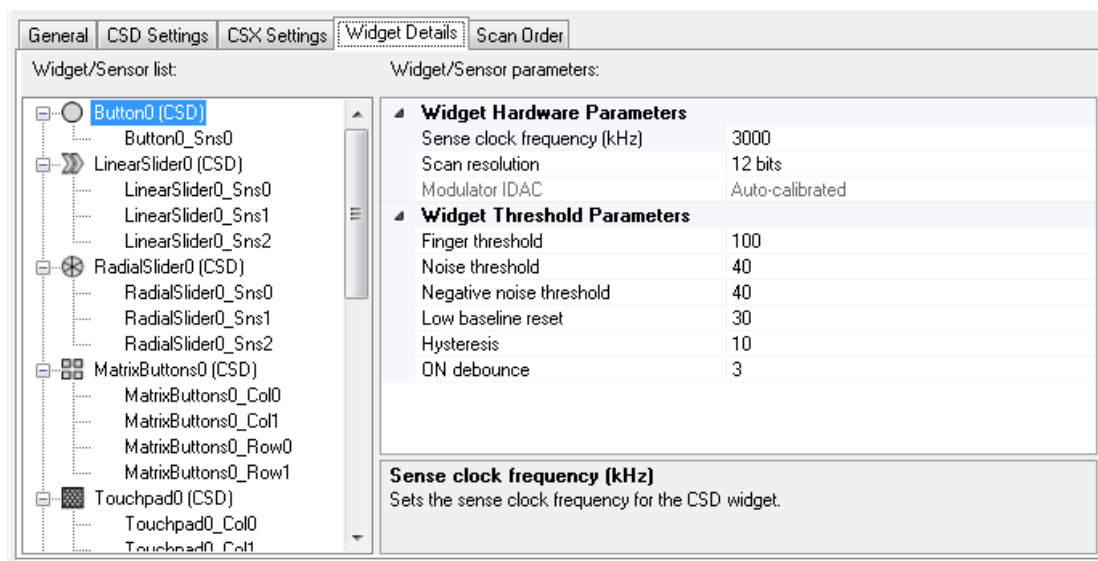 General CSD Settings CSX Settings Widget Details Scan Order
Widget/Sensor list:
Widget/Sensor parameters:
Button0 (CSD)
Button0_Sns0
LinearSlider0 (CSD)
LinearSlider0_Sns0
LinearSlider0_Sns1
LinearSlider0_Sns2
RadialSlider0 (CSD)
RadialSlider0_Sns0
RadialSlider0_Sns1
RadialSlider0_Sns2
MatrixButtons0 (CSD)
MatrixButtons0_Col0
MatrixButtons0_Col1
MatrixButtons0_Row0
MatrixButtons0_Row1
Touchpad0 (CSD)
Touchpad0_Col0
Touchpad0_Col1
Widget Hardware Parameters
Sense clock frequency (kHz) 3000
Scan resolution 12 bits
Modulator IDAC Auto-calibrated
Widget Threshold Parameters
Finger threshold 100
Noise threshold 40
Negative noise threshold 40
Low baseline reset 30
Hysteresis 10
ON debounce 3
Sense clock frequency (kHz)
Sets the sense clock frequency for the CSD widget.